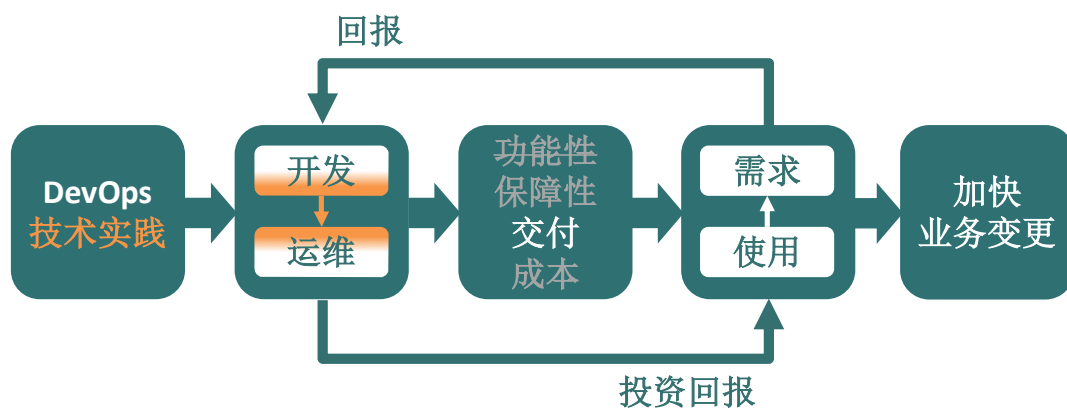 回报
DevOps
技术实践
开发
运维
功能性
保障性
交付
成本
需求
使用
加快
业务变更
投资回报